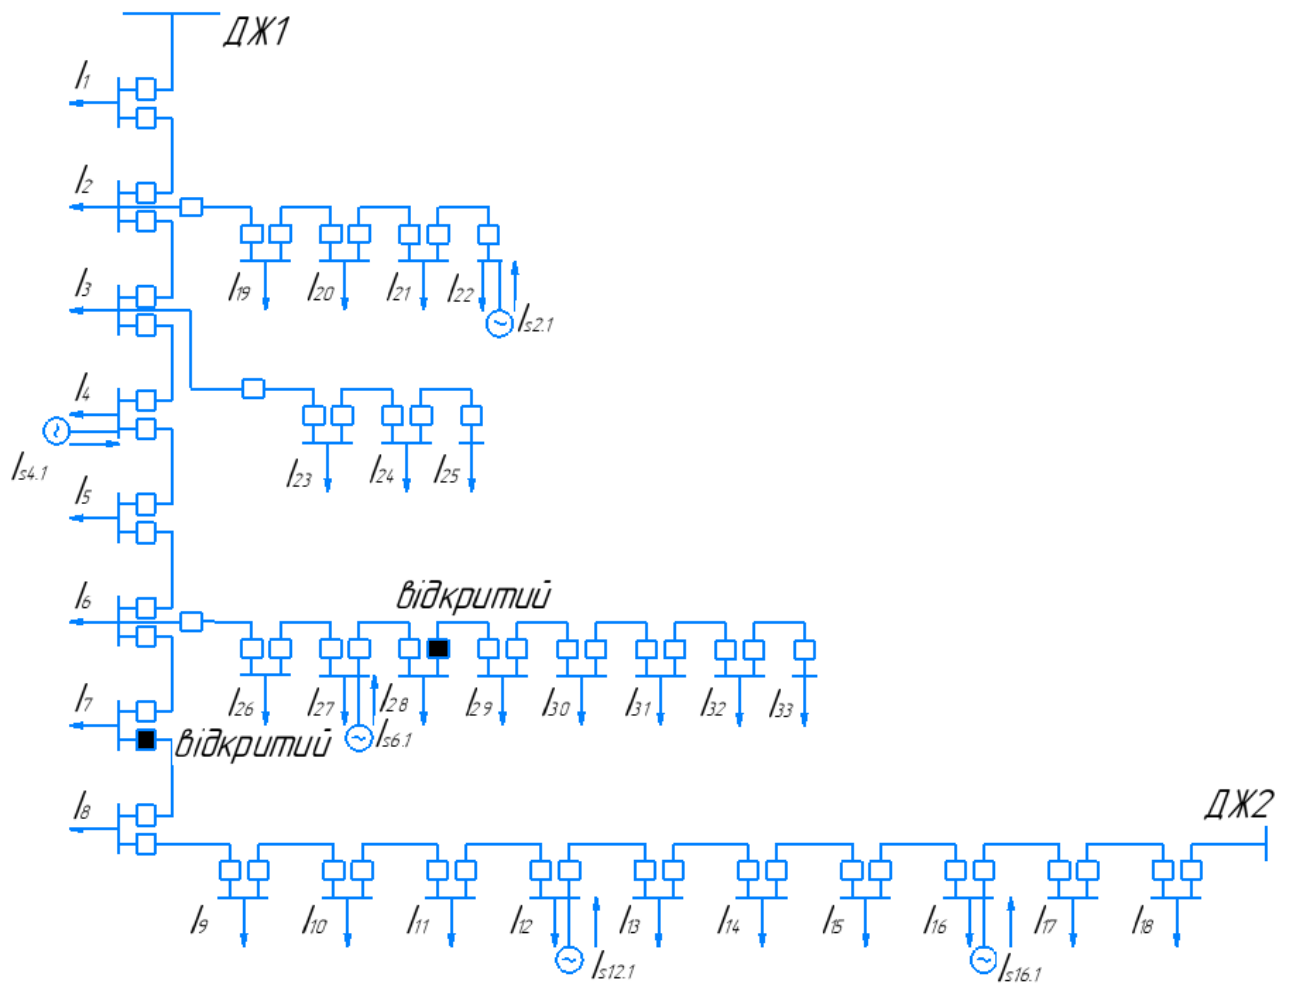 ДЖ1
I1
I2
I19 I20 I21 I22 Is2.1
I3
I4
Is4.1
I23 I24 I25
I5
I6
відкритий
I26 I27 I28 I29 I30 I31 I32 I33
Is6.1
I7
відкритий
I8
ДЖ2
I9 I10 I11 I12 I13 I14 I15 I16 I17 I18
Is12.1 Is16.1